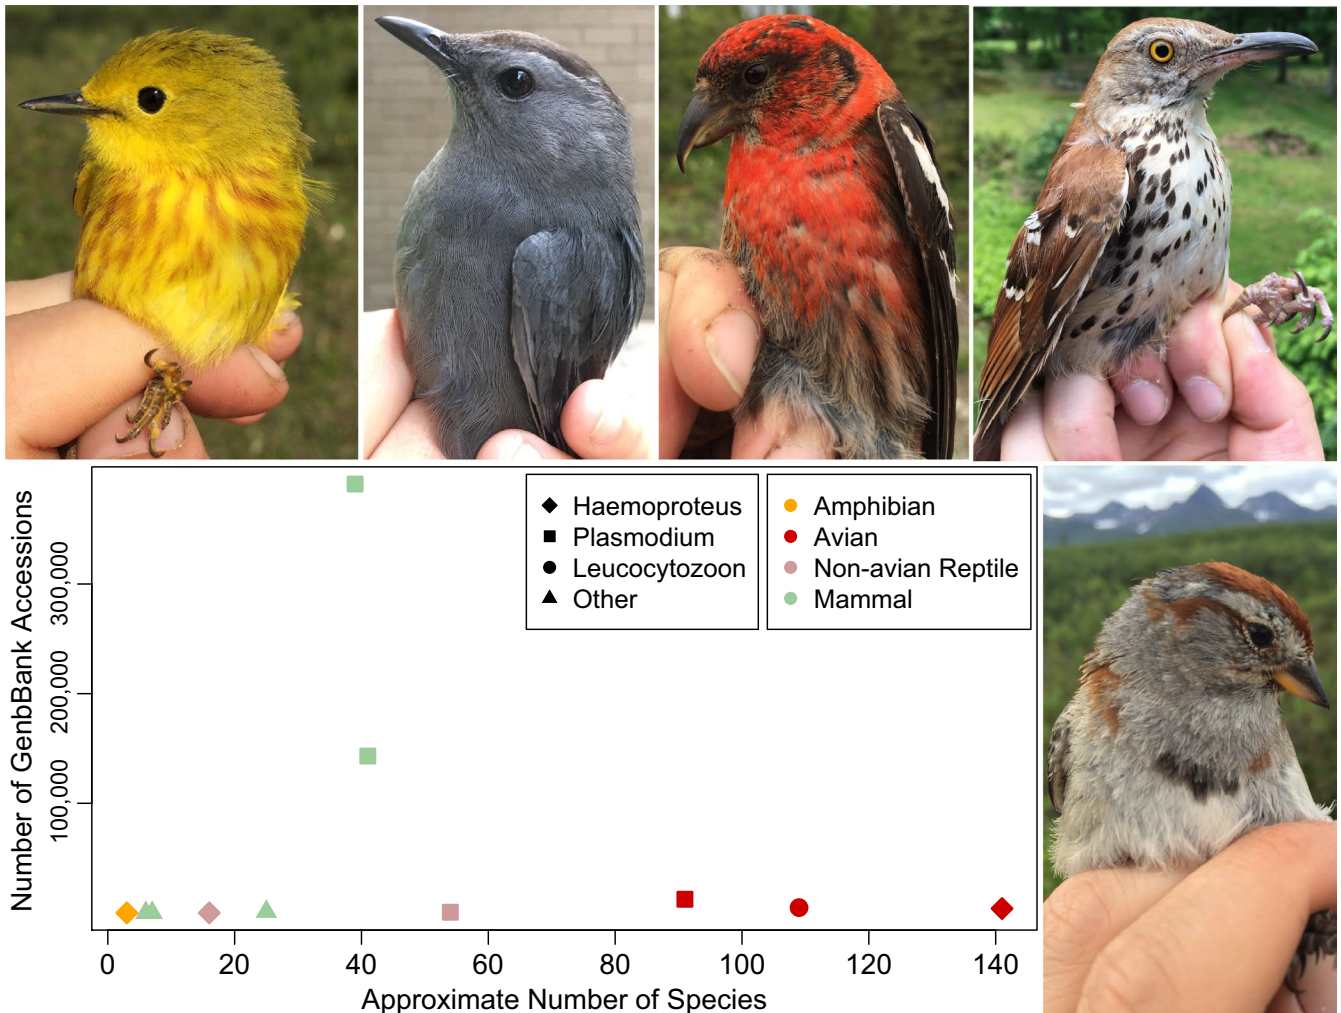 Number of GenbBank Accessions
300,000
200,000
100,000
Haemoproteus
Plasmodium
Leucocytozoon
Other
Amphibian
Avian
Non-avian Reptile
Mammal
0 20 40 60 80 100 120 140
Approximate Number of Species